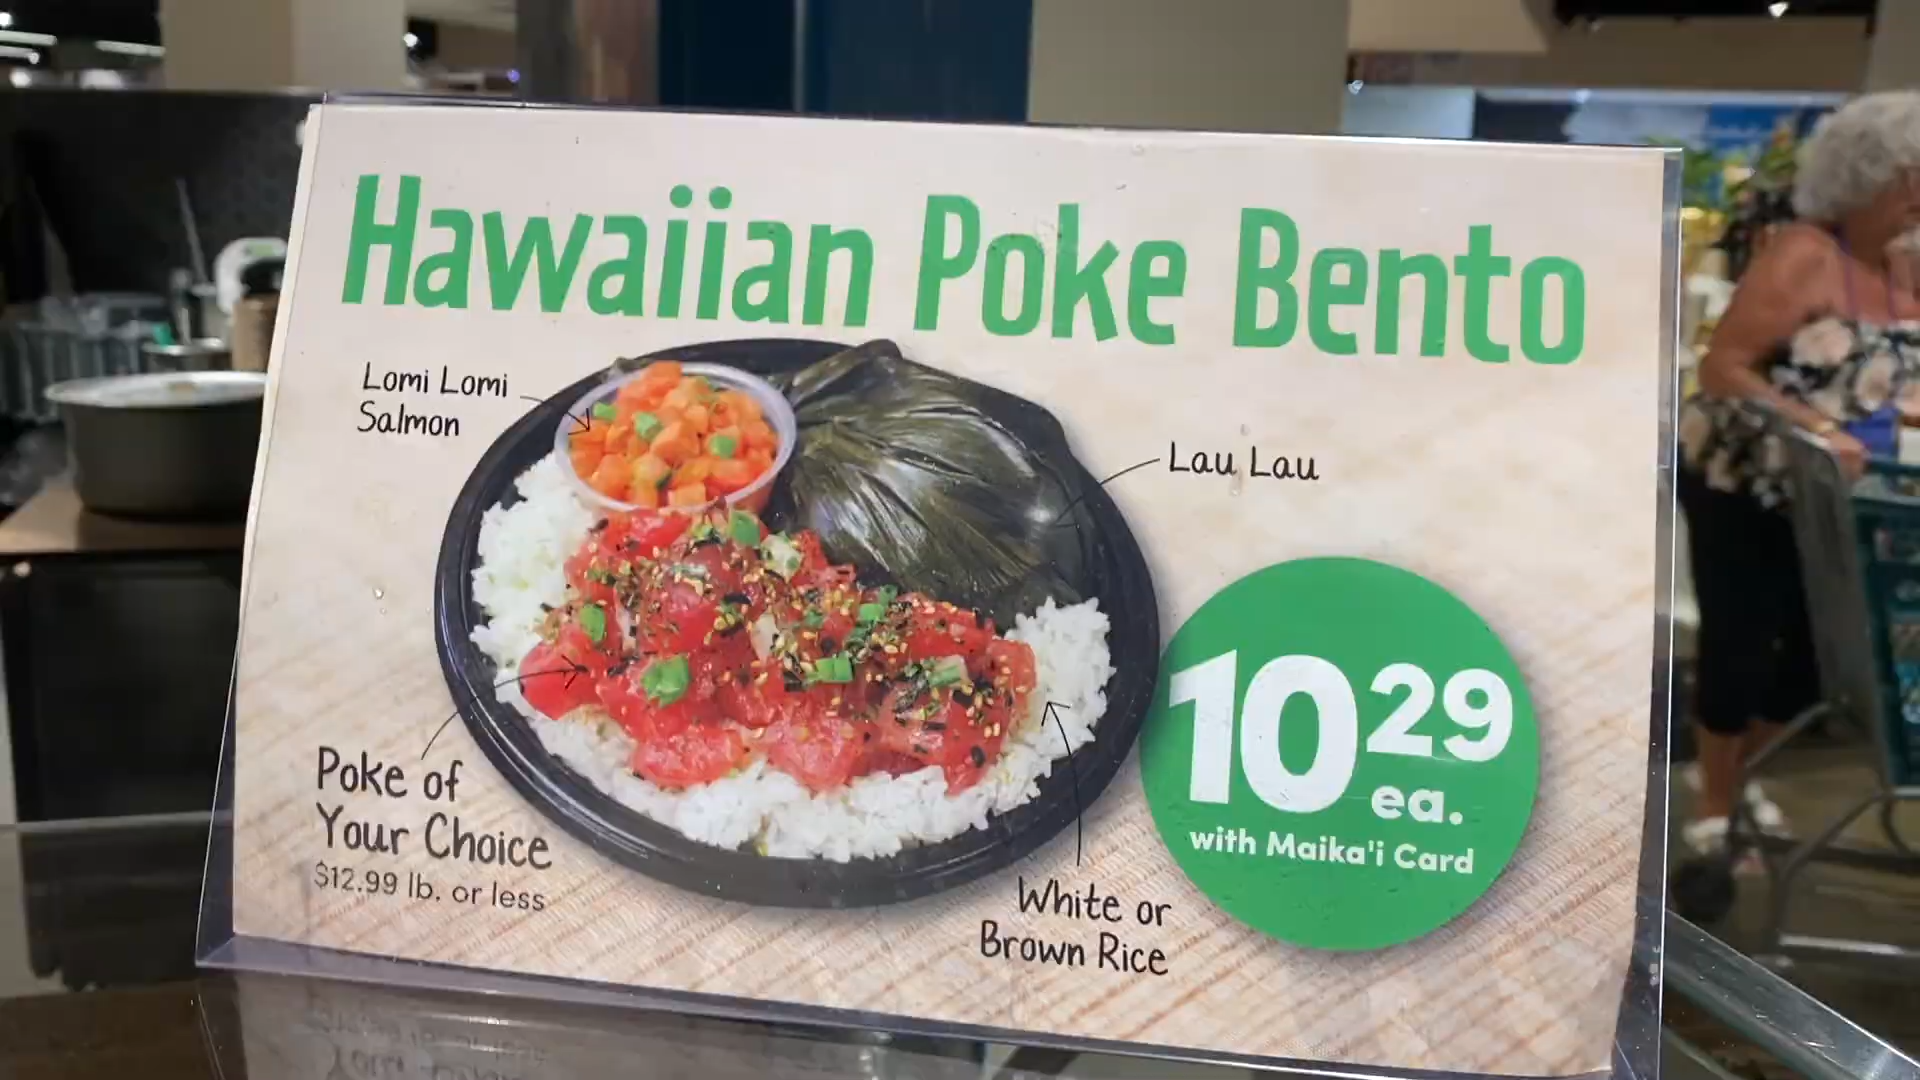 Hawaiian Poke Bento
Lomi Lomi
Salmon
Lau Lau
Poke of
Your Choice
$12.99 lb. or less
White or
Brown Rice
10 29
ea.
with Maika'i Card